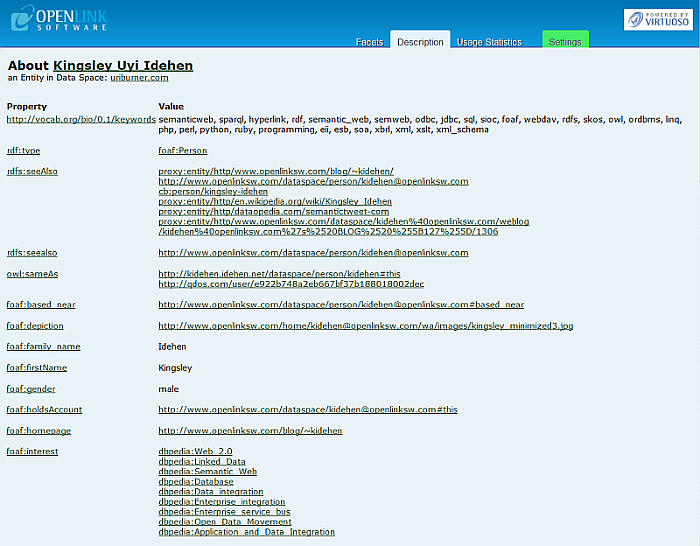 OPENLINK
SOFTWARE
POWERED BY
VIRTUOSO
Facets Description Usage Statistics Settings
About Kingsley Uyi Idehen
an Entity in Data Space: uriburner.com
Property Value
http://vocab.org/bio/0.1/keywords semanticweb, sparql, hyperlink, rdf, semantic_web, semweb, odbc, jdbc, sql, sioc, foaf, webdav, rdfs, skos, owl, ordbms, linq,
php, perl, python, ruby, programming, eii, esb, soa, xbrl, xml, xslt, xml_schema
rdf:type foaf:Person
rdfs:seeAlso proxy:entity/http/www.openlinksw.com/blog/~kidehen/
http://www.openlinksw.com/dataspace/person/kidehen@openlinksw.com
cb:person/kingsley-idehen
proxy:entity/http/en.wikipedia.org/wiki/Kingsley_Idehen
proxy:entity/http/dataopedia.com/semantictweet-com
proxy:entity/http/www.openlinksw.com/dataspace/kidehen%40openlinksw.com/weblog
/kidehen%40openlinksw.com%27s%2520BLOG%2520%255B127%255D/1306
rdfs:seealso http://www.openlinksw.com/dataspace/person/kidehen@openlinksw.com
owl:sameAs http://kidehen.idehen.net/dataspace/person/kidehen#this
http://qdos.com/user/e922b748a2eb667bf37b188018002dec
foaf:based_near http://www.openlinksw.com/dataspace/person/kidehen@openlinksw.com#based_near
foaf:depiction http://www.openlinksw.com/home/kidehen@openlinksw.com/wa/images/kingsley_minimized3.jpg
foaf:family_name Idehen
foaf:firstName Kingsley
foaf:gender male
foaf:holdsAccount http://www.openlinksw.com/dataspace/kidehen@openlinksw.com#this
foaf:homepage http://www.openlinksw.com/blog/~kidehen
foaf:interest dbpedia:Web_2.0
dbpedia:Linked_Data
dbpedia:Semantic_Web
dbpedia:Database
dbpedia:Data_integration
dbpedia:Enterprise_integration
dbpedia:Enterprise_service_bus
dbpedia:Open_Data_Movement
dbpedia:Application_and_Data_Integration